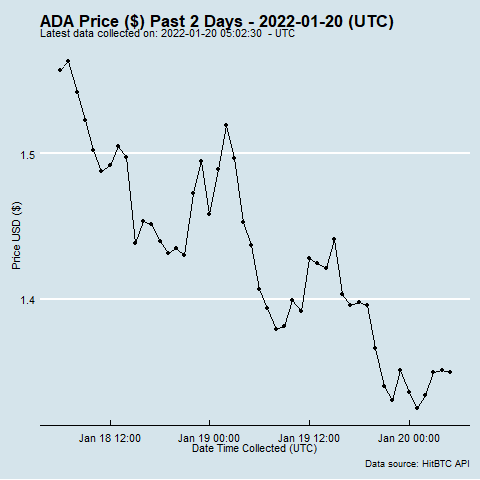 ADA Price ($) Past 2 Days - 2022-01-20 (UTC)
Latest data collected on: 2022-01-20 05:02:30  - UTC
1.5
Price USD ($)
1.4
Jan 18 12:00 Jan 19 00:00 Jan 19 12:00 Jan 20 00:00
Date Time Collected (UTC)
Data source: HitBTC API